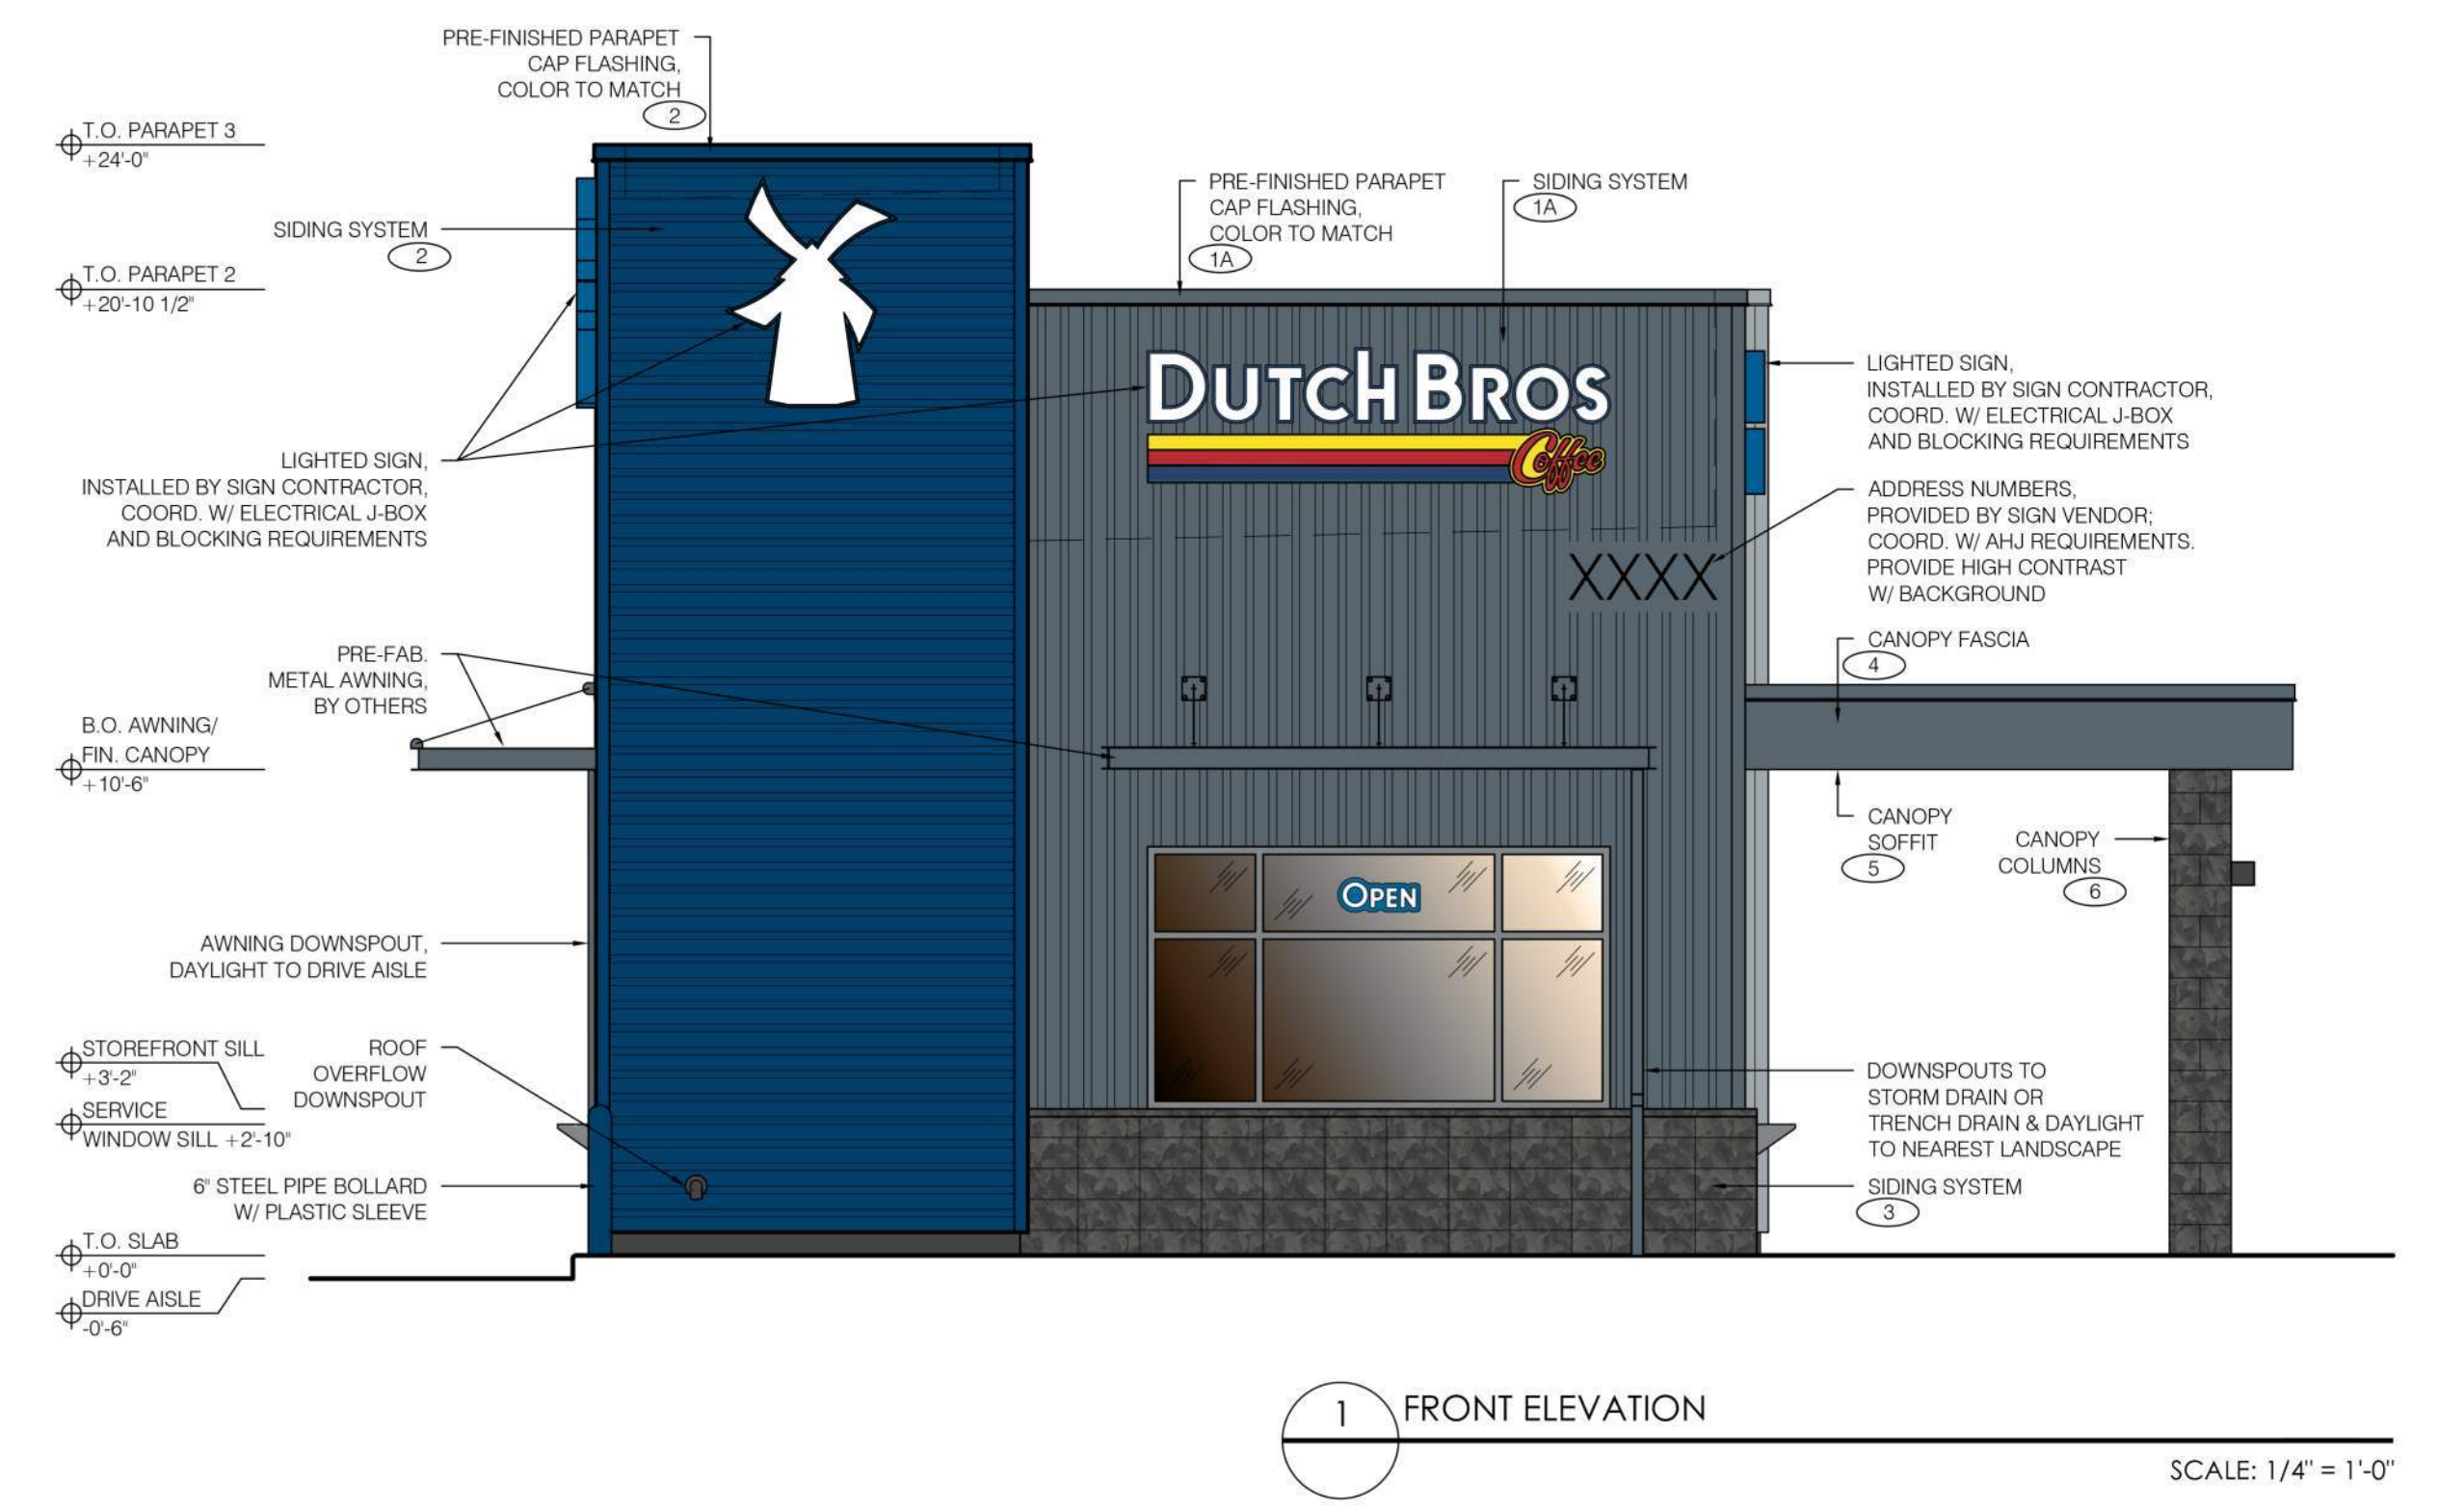 PRE-FINISHED PARAPET
CAP FLASHING,
COLOR TO MATCH
2
T.O. PARAPET 3
+24'-0"
SIDING SYSTEM
2
T.O. PARAPET 2
+20'-10 1/2"
PRE-FINISHED PARAPET
CAP FLASHING,
COLOR TO MATCH
1A
SIDING SYSTEM
1A
DUTCH BROS
Coffee
LIGHTED SIGN,
INSTALLED BY SIGN CONTRACTOR,
COORD. W/ ELECTRICAL J-BOX
AND BLOCKING REQUIREMENTS
LIGHTED SIGN,
INSTALLED BY SIGN CONTRACTOR,
COORD. W/ ELECTRICAL J-BOX
AND BLOCKING REQUIREMENTS
ADDRESS NUMBERS,
PROVIDED BY SIGN VENDOR;
COORD. W/ AHJ REQUIREMENTS.
PROVIDE HIGH CONTRAST
W/ BACKGROUND
XXXX
PRE-FAB.
METAL AWNING,
BY OTHERS
CANOPY FASCIA
4
B.O. AWNING/
FIN. CANOPY
+10'-6"
CANOPY
SOFFIT
5
CANOPY
COLUMNS
6
OPEN
AWNING DOWNSPOUT,
DAYLIGHT TO DRIVE AISLE
STOREFRONT SILL
+3'-2"
SERVICE
WINDOW SILL +2'-10"
ROOF
OVERFLOW
DOWNSPOUT
DOWNSPOUTS TO
STORM DRAIN OR
TRENCH DRAIN & DAYLIGHT
TO NEAREST LANDSCAPE
6" STEEL PIPE BOLLARD
W/ PLASTIC SLEEVE
SIDING SYSTEM
3
T.O. SLAB
+0'-0"
DRIVE AISLE
-0'-6"
1
FRONT ELEVATION
SCALE: 1/4" = 1'-0"